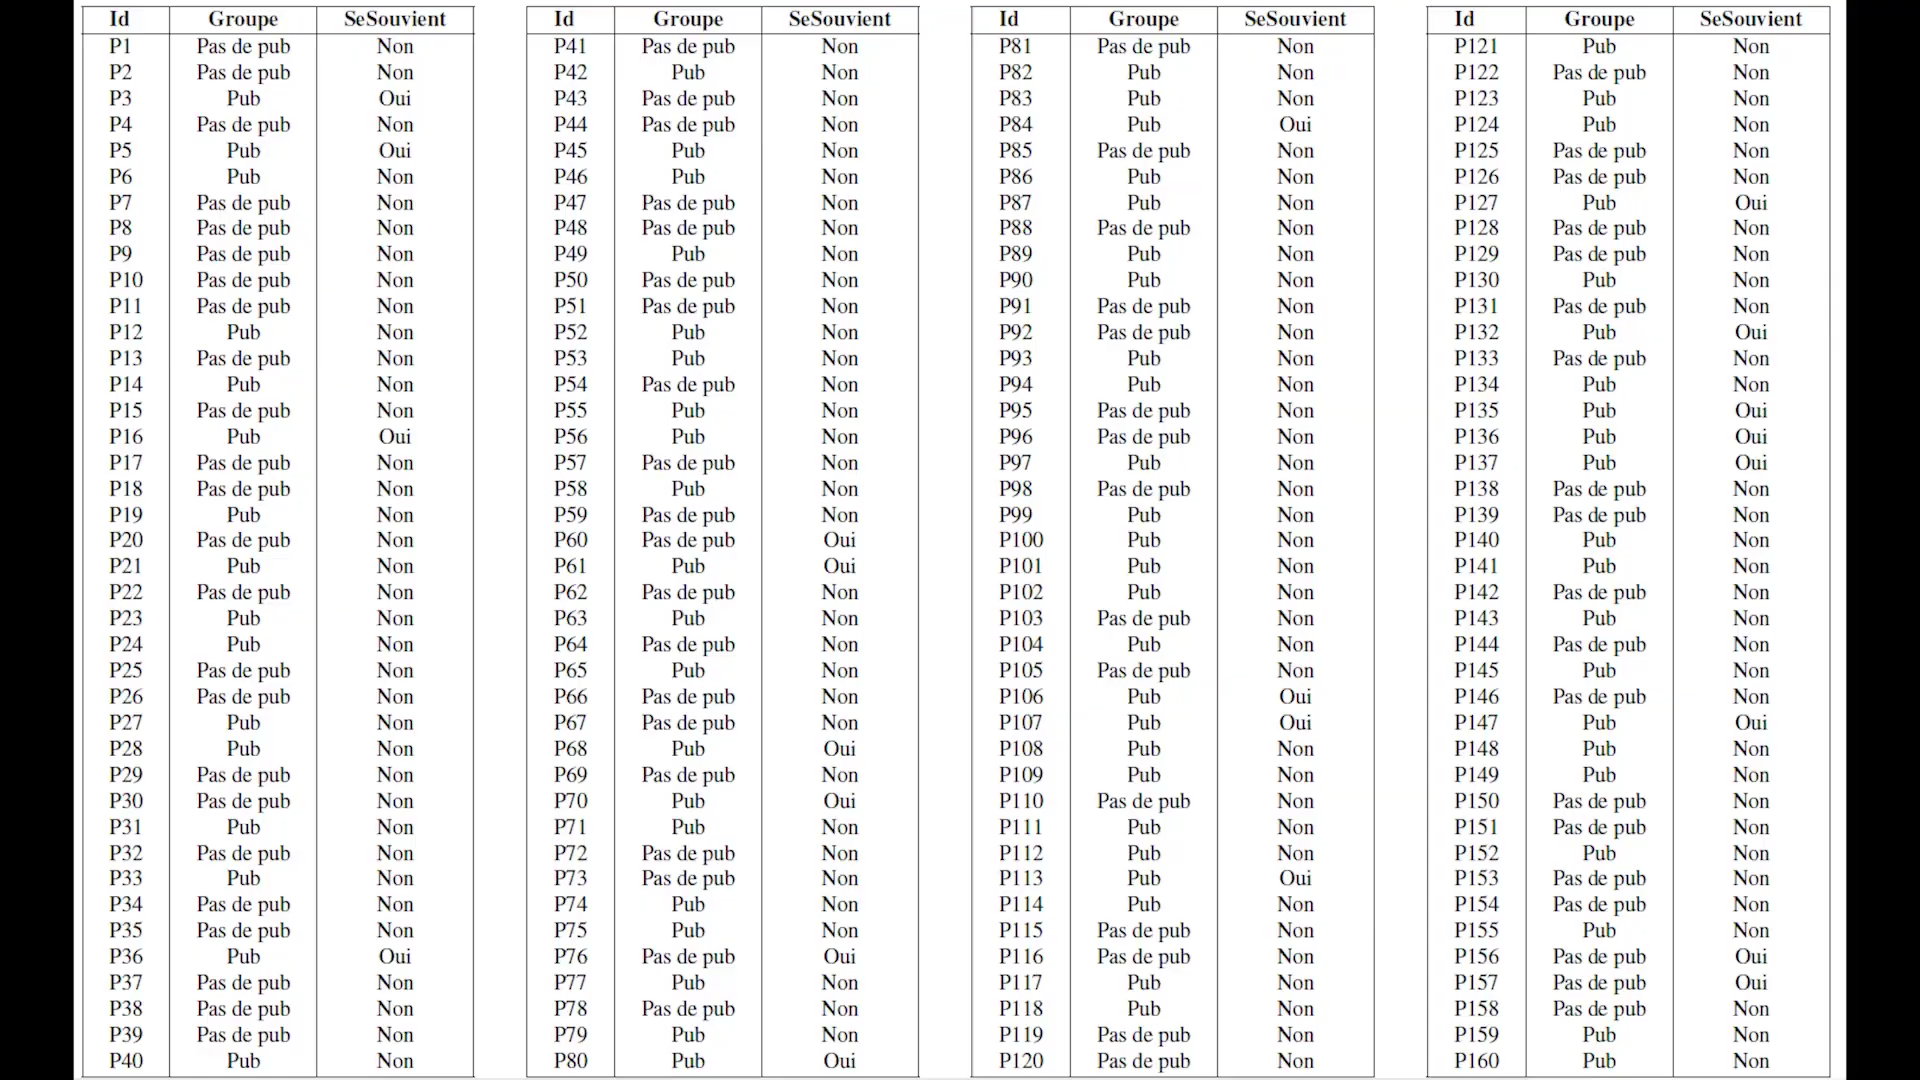 Id Groupe SeSouvient Id Groupe SeSouvient Id Groupe SeSouvient Id Groupe SeSouvient
P1 Pas de pub Non P41 Pas de pub Non P81 Pas de pub Non P121 Pub Non
P2 Pas de pub Non P42 Pub Non P82 Pub Non P122 Pas de pub Non
P3 Pub Oui P43 Pas de pub Non P83 Pub Non P123 Pub Non
P4 Pas de pub Non P44 Pas de pub Non P84 Pub Oui P124 Pub Non
P5 Pub Oui P45 Pub Non P85 Pas de pub Non P125 Pas de pub Non
P6 Pub Non P46 Pub Non P86 Pub Non P126 Pas de pub Non
P7 Pas de pub Non P47 Pas de pub Non P87 Pub Non P127 Pub Oui
P8 Pas de pub Non P48 Pas de pub Non P88 Pas de pub Non P128 Pas de pub Non
P9 Pas de pub Non P49 Pub Non P89 Pub Non P129 Pas de pub Non
P10 Pas de pub Non P50 Pas de pub Non P90 Pub Non P130 Pub Non
P11 Pas de pub Non P51 Pas de pub Non P91 Pas de pub Non P131 Pas de pub Non
P12 Pub Non P52 Pub Non P92 Pas de pub Non P132 Pub Oui
P13 Pas de pub Non P53 Pub Non P93 Pub Non P133 Pas de pub Non
P14 Pub Non P54 Pas de pub Non P94 Pub Non P134 Pub Non
P15 Pas de pub Non P55 Pub Non P95 Pas de pub Non P135 Pub Oui
P16 Pub Oui P56 Pub Non P96 Pas de pub Non P136 Pub Oui
P17 Pas de pub Non P57 Pas de pub Non P97 Pub Non P137 Pub Oui
P18 Pas de pub Non P58 Pub Non P98 Pas de pub Non P138 Pas de pub Non
P19 Pub Non P59 Pas de pub Non P99 Pub Non P139 Pas de pub Non
P20 Pas de pub Non P60 Pas de pub Oui P100 Pub Non P140 Pub Non
P21 Pub Non P61 Pub Oui P101 Pub Non P141 Pub Non
P22 Pas de pub Non P62 Pas de pub Non P102 Pub Non P142 Pas de pub Non
P23 Pub Non P63 Pub Non P103 Pas de pub Non P143 Pub Non
P24 Pub Non P64 Pas de pub Non P104 Pub Non P144 Pas de pub Non
P25 Pas de pub Non P65 Pub Non P105 Pas de pub Non P145 Pub Non
P26 Pas de pub Non P66 Pas de pub Non P106 Pub Oui P146 Pas de pub Non
P27 Pub Non P67 Pas de pub Non P107 Pub Oui P147 Pub Oui
P28 Pub Non P68 Pub Oui P108 Pub Non P148 Pub Non
P29 Pas de pub Non P69 Pas de pub Non P109 Pub Non P149 Pub Non
P30 Pas de pub Non P70 Pub Oui P110 Pas de pub Non P150 Pas de pub Non
P31 Pub Non P71 Pub Non P111 Pub Non P151 Pas de pub Non
P32 Pas de pub Non P72 Pas de pub Non P112 Pub Non P152 Pub Non
P33 Pub Non P73 Pas de pub Non P113 Pub Oui P153 Pas de pub Non
P34 Pas de pub Non P74 Pub Non P114 Pub Non P154 Pas de pub Non
P35 Pas de pub Non P75 Pub Non P115 Pas de pub Non P155 Pub Non
P36 Pub Oui P76 Pas de pub Oui P116 Pas de pub Non P156 Pas de pub Oui
P37 Pas de pub Non P77 Pub Non P117 Pub Non P157 Pas de pub Oui
P38 Pas de pub Non P78 Pas de pub Non P118 Pub Non P158 Pas de pub Non
P39 Pas de pub Non P79 Pub Non P119 Pas de pub Non P159 Pub Non
P40 Pub Non P80 Pub Oui P120 Pas de pub Non P160 Pub Non